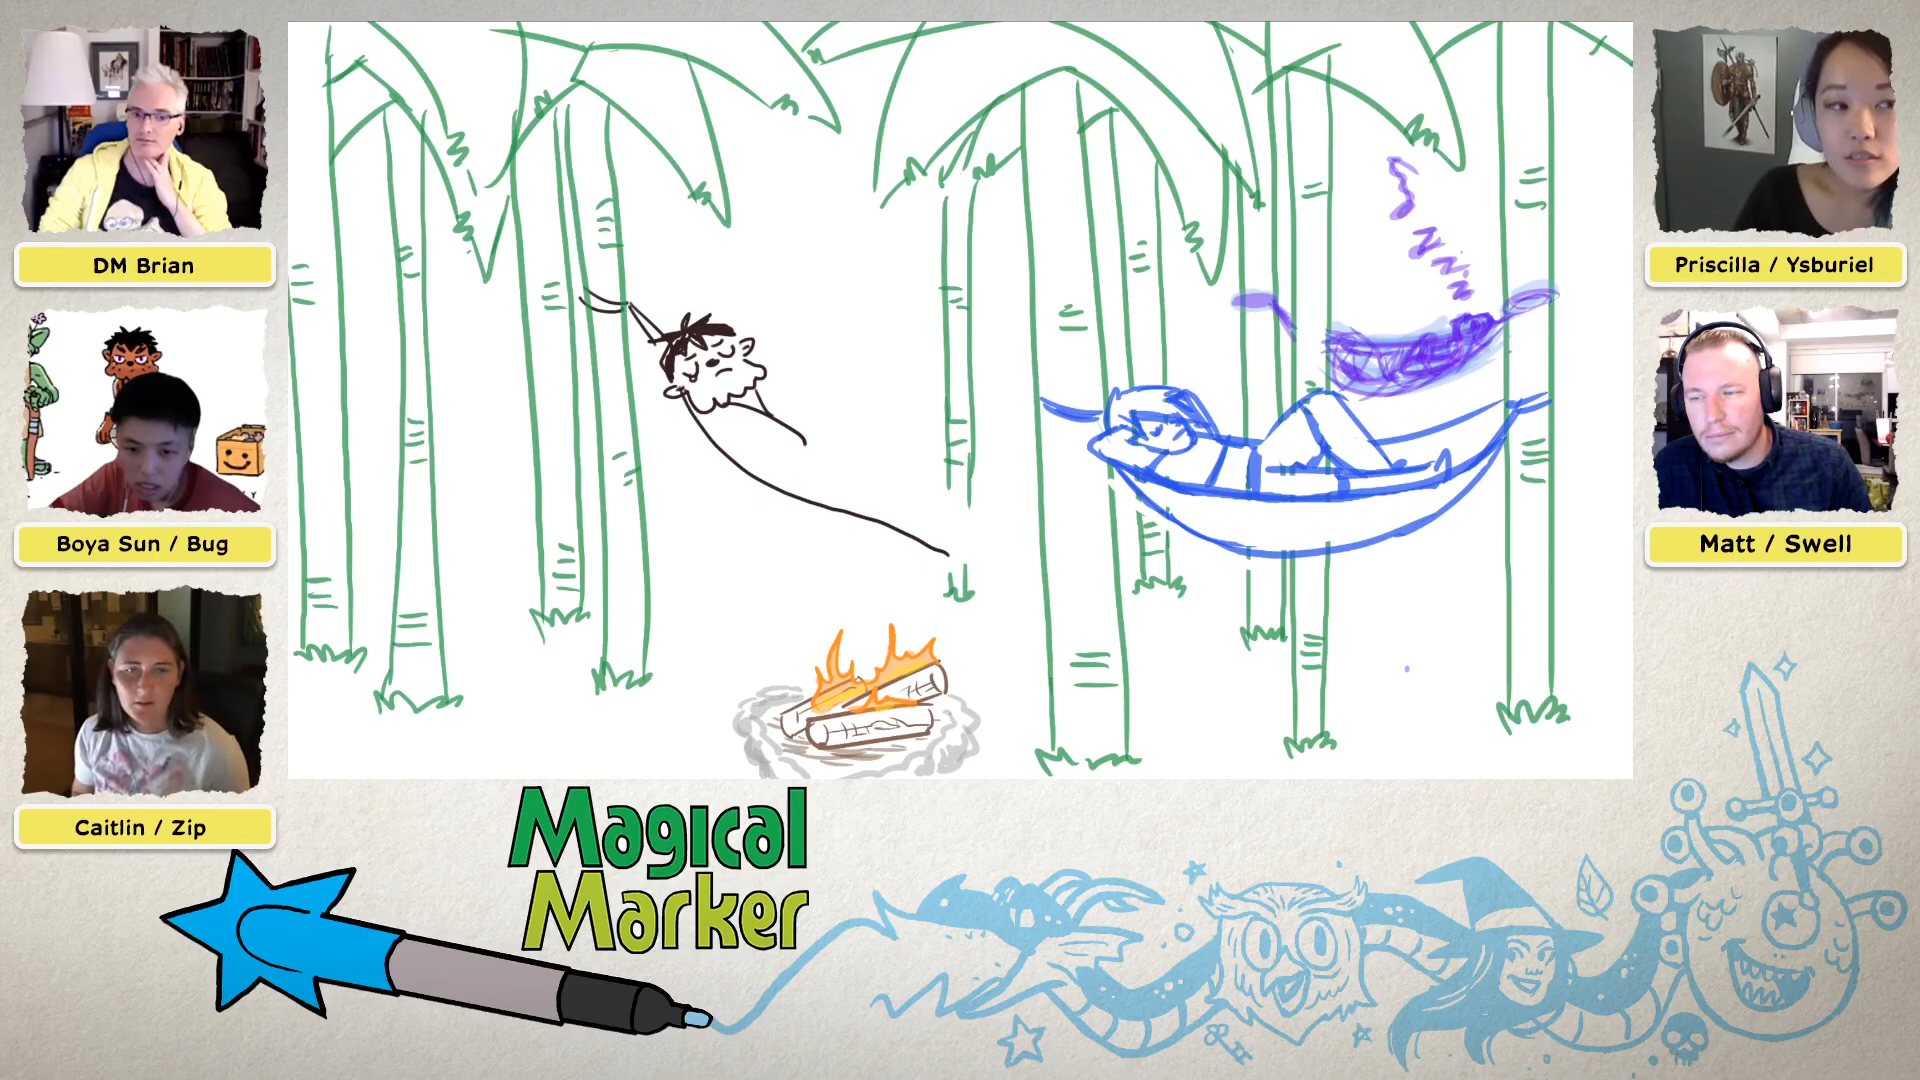 DM Brian
Boya Sun / Bug
Caitlin / Zip
Priscilla / Ysburiel
Matt / Swell
Magical
Marker